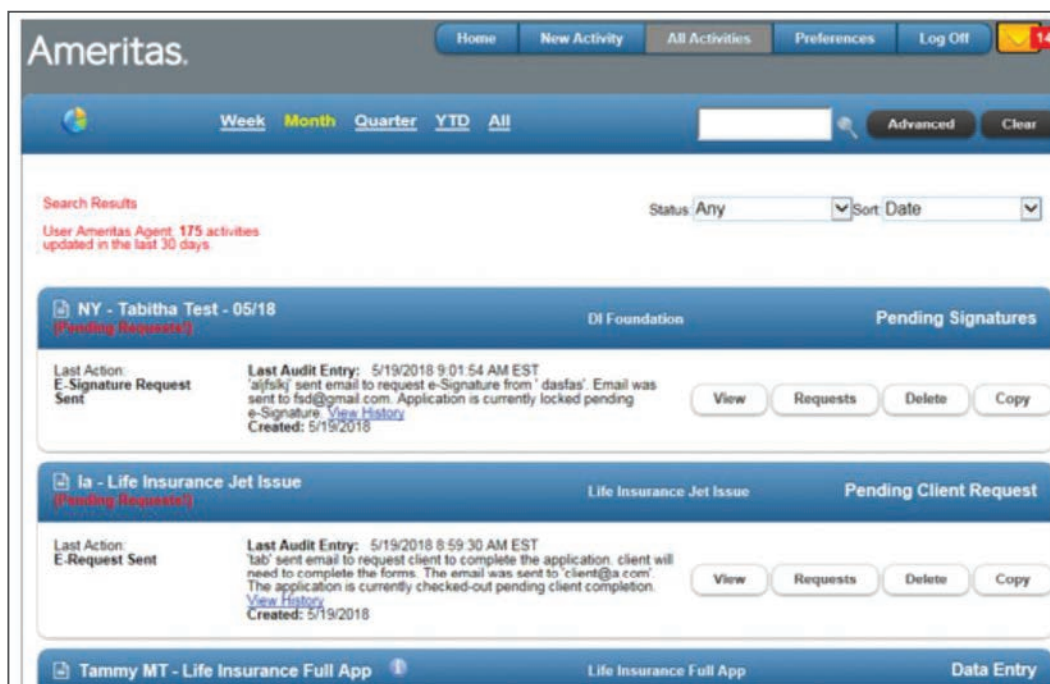 Ameritas.
Home New Activity All Activities Preferences Log Off 14
Week Month Quarter YTD All Advanced Clear
Search Results
Status: Any Sort: Date
User Ameritas Agent, 175 activities
updated in the last 30 days.
NY - Tabitha Test - 05/18 DI Foundation Pending Signatures
(Pending Requests!)
Last Action: Last Audit Entry: 5/19/2018 9:01:54 AM EST
E-Signature Request 'aljfslkj' sent email to request e-Signature from ' dasfas'. Email was
Sent sent to fsd@gmail.com. Application is currently locked pending
e-Signature. View History
View Requests Delete Copy
Created: 5/19/2018
Ia - Life Insurance Jet Issue Life Insurance Jet Issue Pending Client Request
(Pending Requests!)
Last Action: Last Audit Entry: 5/19/2018 8:59:30 AM EST
E-Request Sent 'tab' sent email to request client to complete the application. client will
need to complete the forms. The email was sent to 'client@a.com'.
The application is currently checked-out pending client completion.
View Requests Delete Copy
View History
Created: 5/19/2018
Tammy MT - Life Insurance Full App Life Insurance Full App Data Entry